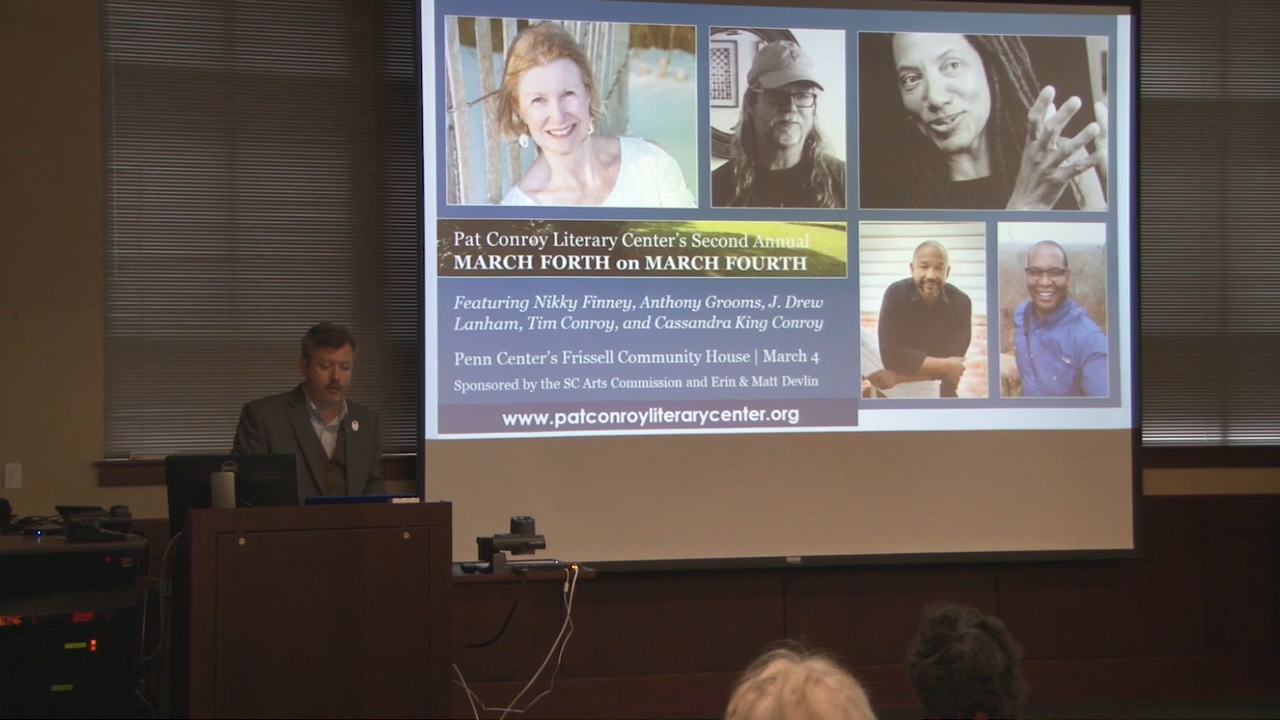 Pat Conroy Literary Center's Second Annual
MARCH FORTH on MARCH FOURTH
Featuring Nikky Finney, Anthony Grooms, J. Drew
Lanham, Tim Conroy, and Cassandra King Conroy
Penn Center's Frissell Community House | March 4
Sponsored by the SC Arts Commission and Erin & Matt Devlin
www.patconroyliterarycenter.org